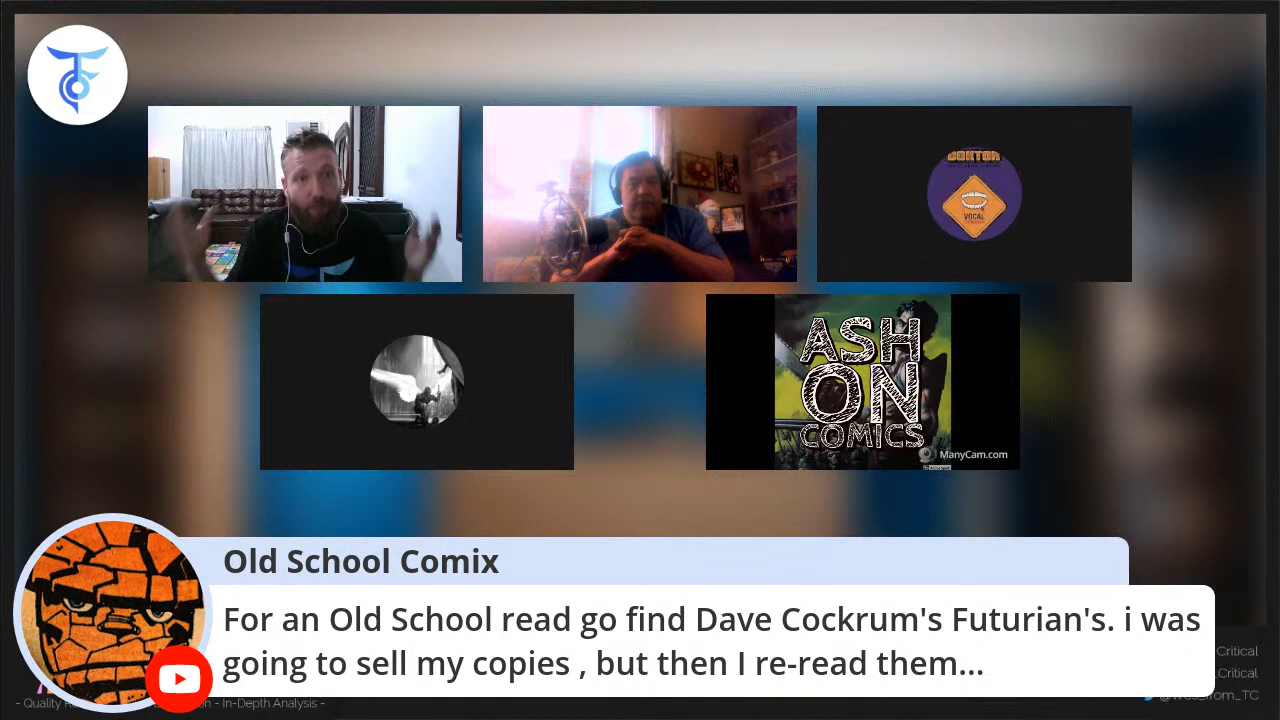 DOKTOR
VOCAL
ASH
ON
COMICS
ManyCam.com
Old School Comix
For an Old School read go find Dave Cockrum's Futurian's. i was
going to sell my copies , but then I re-read them...
Critical
_Critical
- In-Depth Analysis -